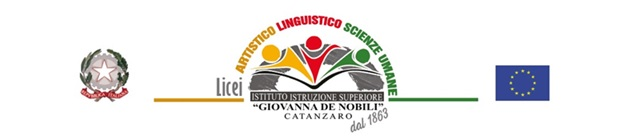 ARTISTICO LINGUISTICO SCIENZE UMANE
Licei
ISTITUTO ISTRUZIONE SUPERIORE
"GIOVANNA DE NOBILI"
CATANZARO
dal 1863